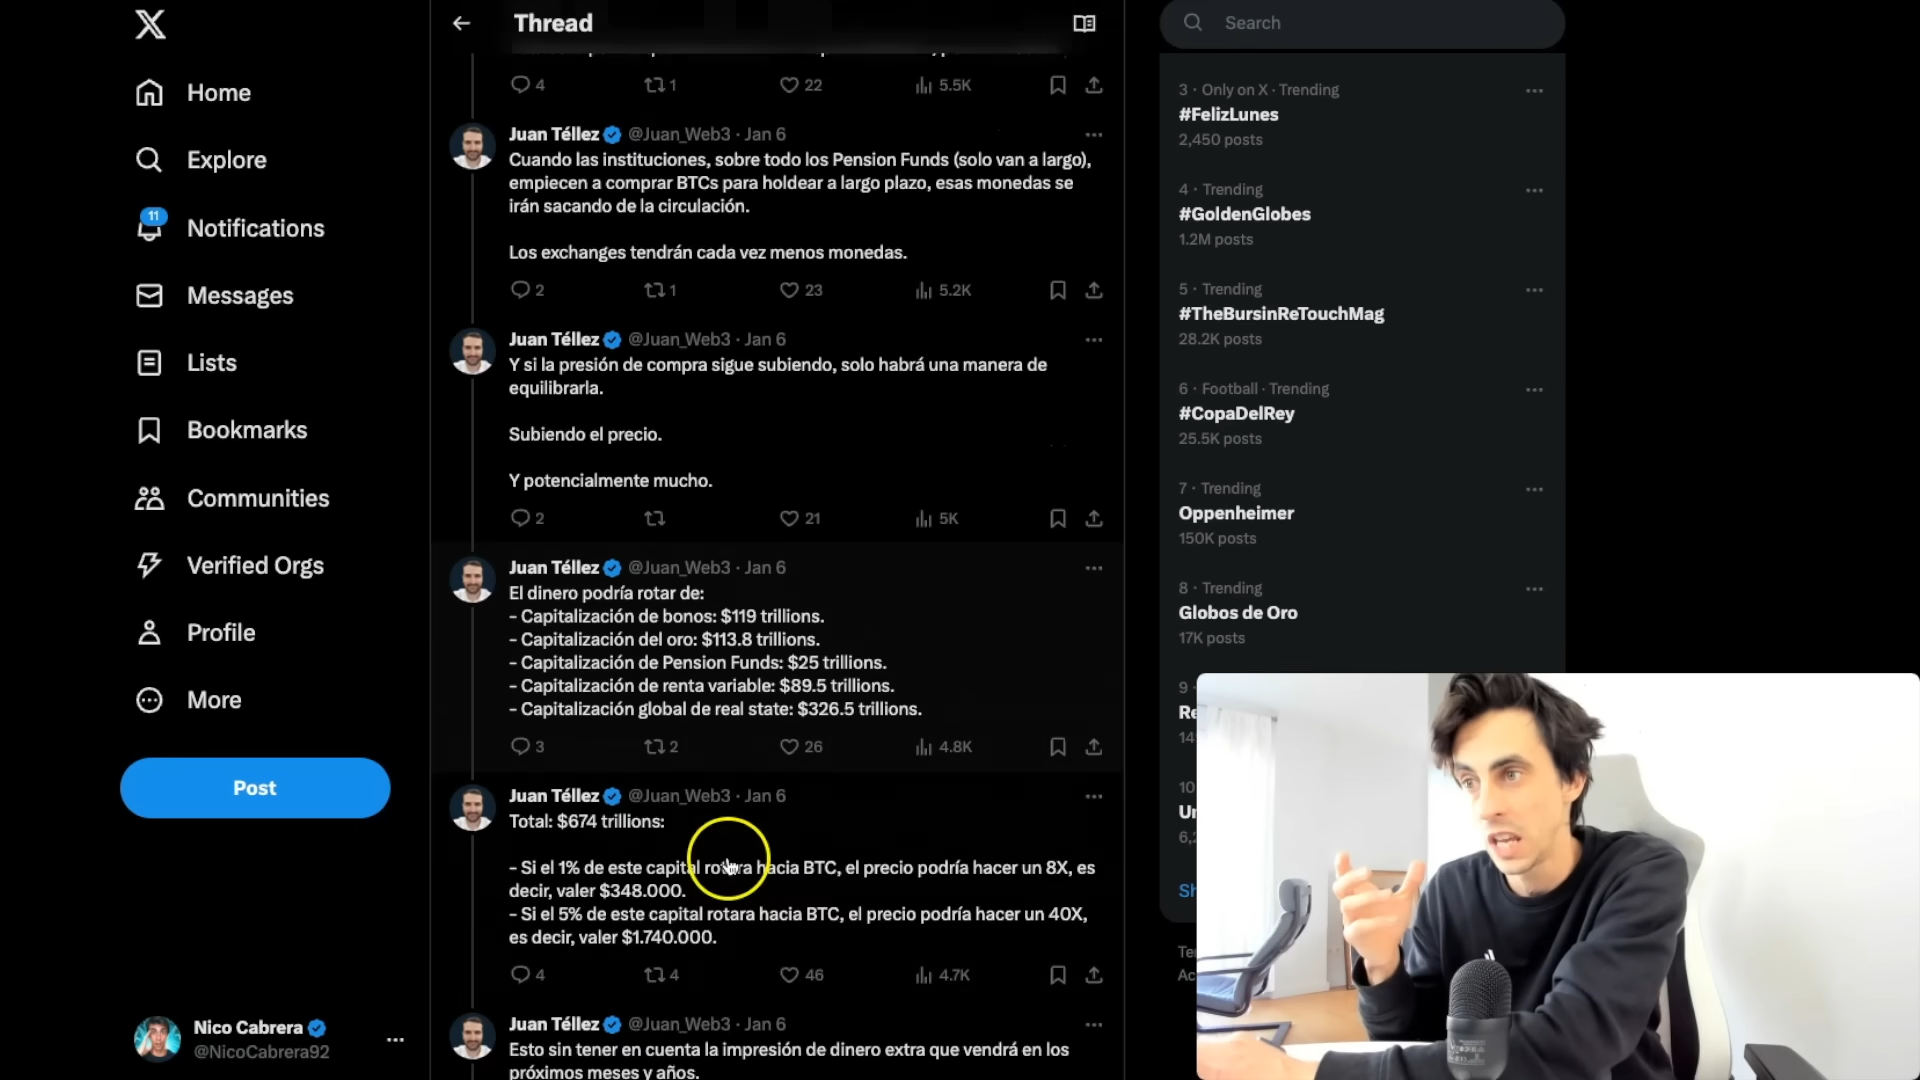 Thread
Search
Home
Explore
11
Notifications
Messages
Lists
Bookmarks
Communities
Verified Orgs
Profile
More
Post
Nico Cabrera
@NicoCabrera92
4
1
22
5.5K
Juan Téllez @Juan_Web3 · Jan 6
Cuando las instituciones, sobre todo los Pension Funds (solo van a largo),
empiecen a comprar BTCs para holdear a largo plazo, esas monedas se
irán sacando de la circulación.
Los exchanges tendrán cada vez menos monedas.
2
1
23
5.2K
Juan Téllez @Juan_Web3 · Jan 6
Y si la presión de compra sigue subiendo, solo habrá una manera de
equilibrarla.
Subiendo el precio.
Y potencialmente mucho.
2
21
5K
Juan Téllez @Juan_Web3 · Jan 6
El dinero podría rotar de:
- Capitalización de bonos: $119 trillions.
- Capitalización del oro: $113.8 trillions.
- Capitalización de Pension Funds: $25 trillions.
- Capitalización de renta variable: $89.5 trillions.
- Capitalización global de real state: $326.5 trillions.
3
2
26
4.8K
Juan Téllez @Juan_Web3 · Jan 6
Total: $674 trillions:
- Si el 1% de este capital rotara hacia BTC, el precio podría hacer un 8X, es
decir, valer $348.000.
- Si el 5% de este capital rotara hacia BTC, el precio podría hacer un 40X,
es decir, valer $1.740.000.
4
4
46
4.7K
Juan Téllez @Juan_Web3 · Jan 6
Esto sin tener en cuenta la impresión de dinero extra que vendrá en los
próximos meses y años.
3 · Only on X · Trending
#FelizLunes
2,450 posts
4 · Trending
#GoldenGlobes
1.2M posts
5 · Trending
#TheBursinReTouchMag
28.2K posts
6 · Football · Trending
#CopaDelRey
25.5K posts
7 · Trending
Oppenheimer
150K posts
8 · Trending
Globos de Oro
17K posts
9 ·
10